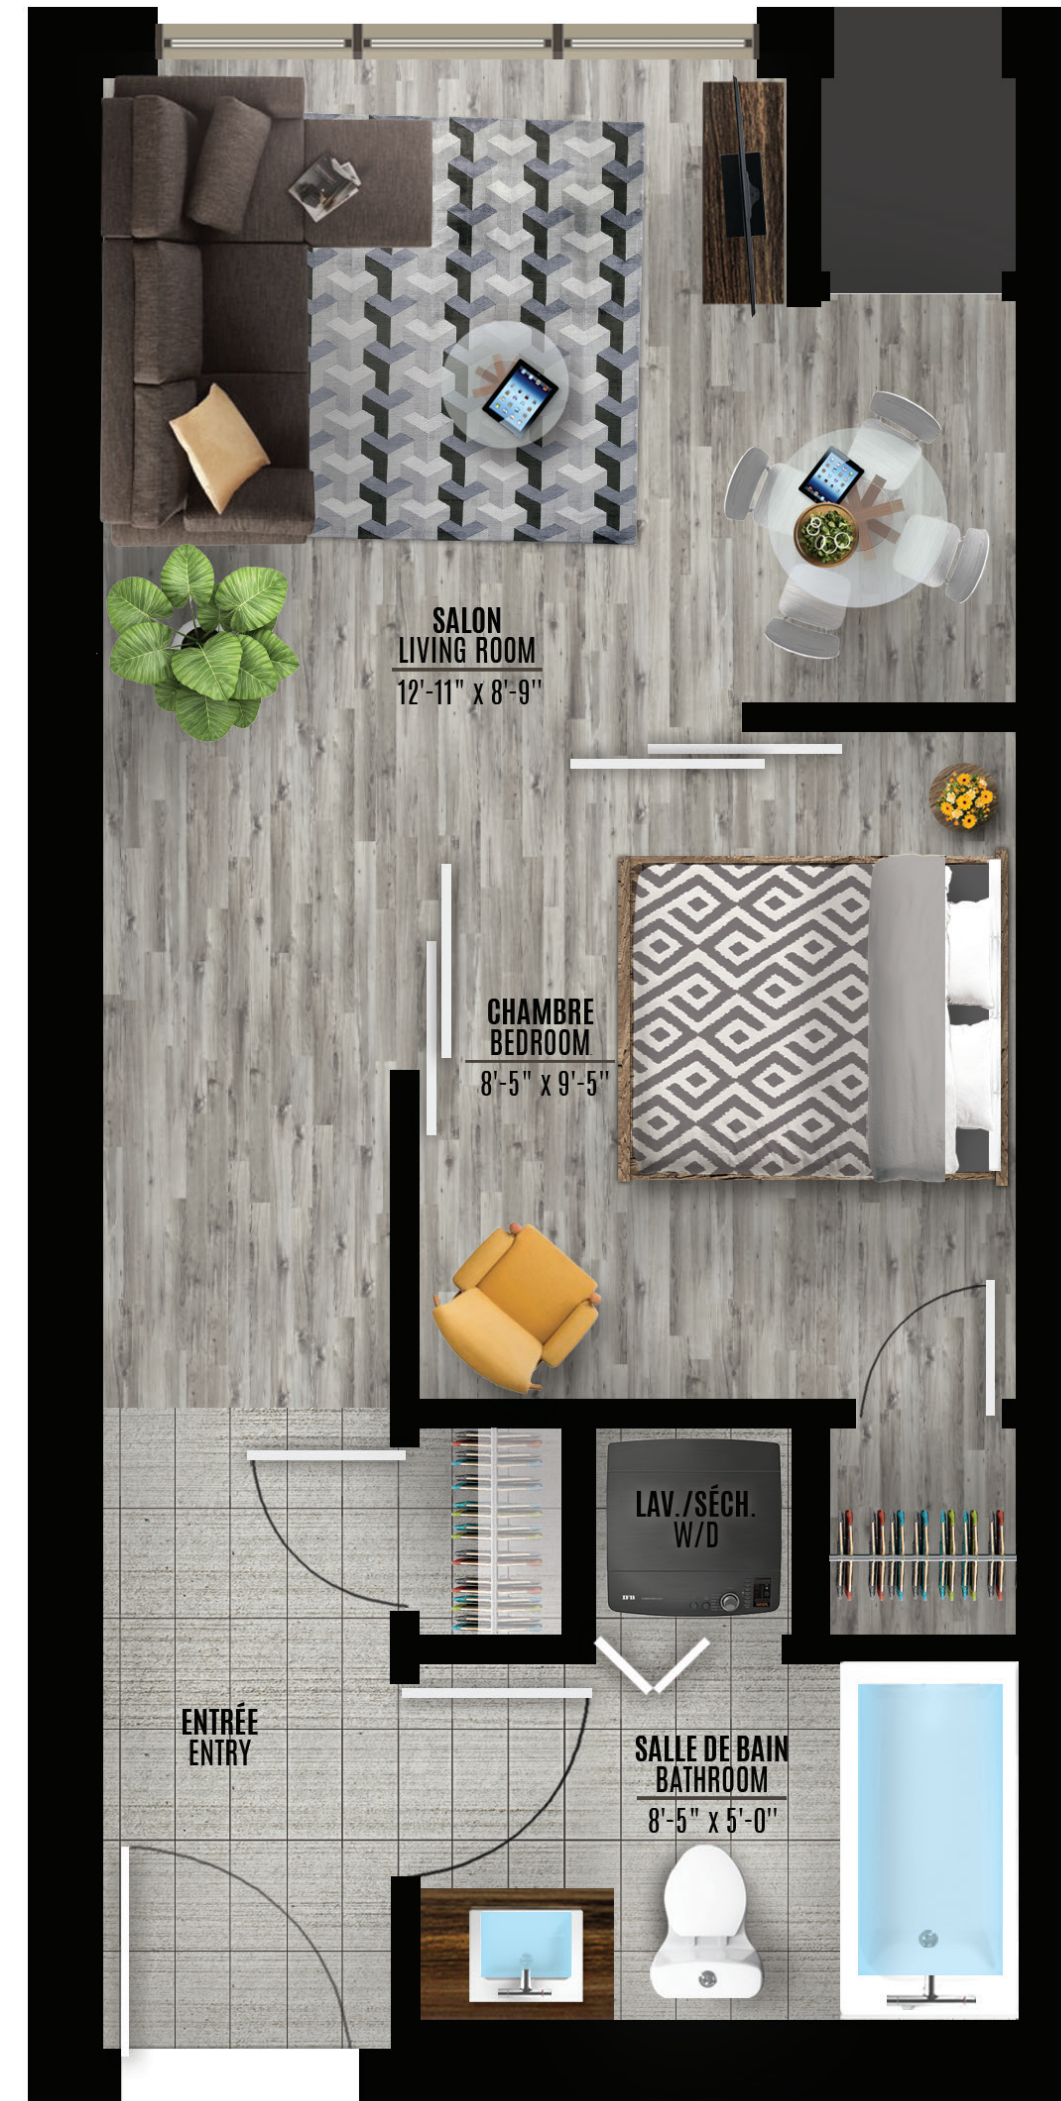 SALON
LIVING ROOM
12'-11" x 8'-9"
CHAMBRE
BEDROOM
8'-5" x 9'-5"
LAV./SÉCH.
W/D
ENTRÉE
ENTRY
SALLE DE BAIN
BATHROOM
8'-5" x 5'-0"